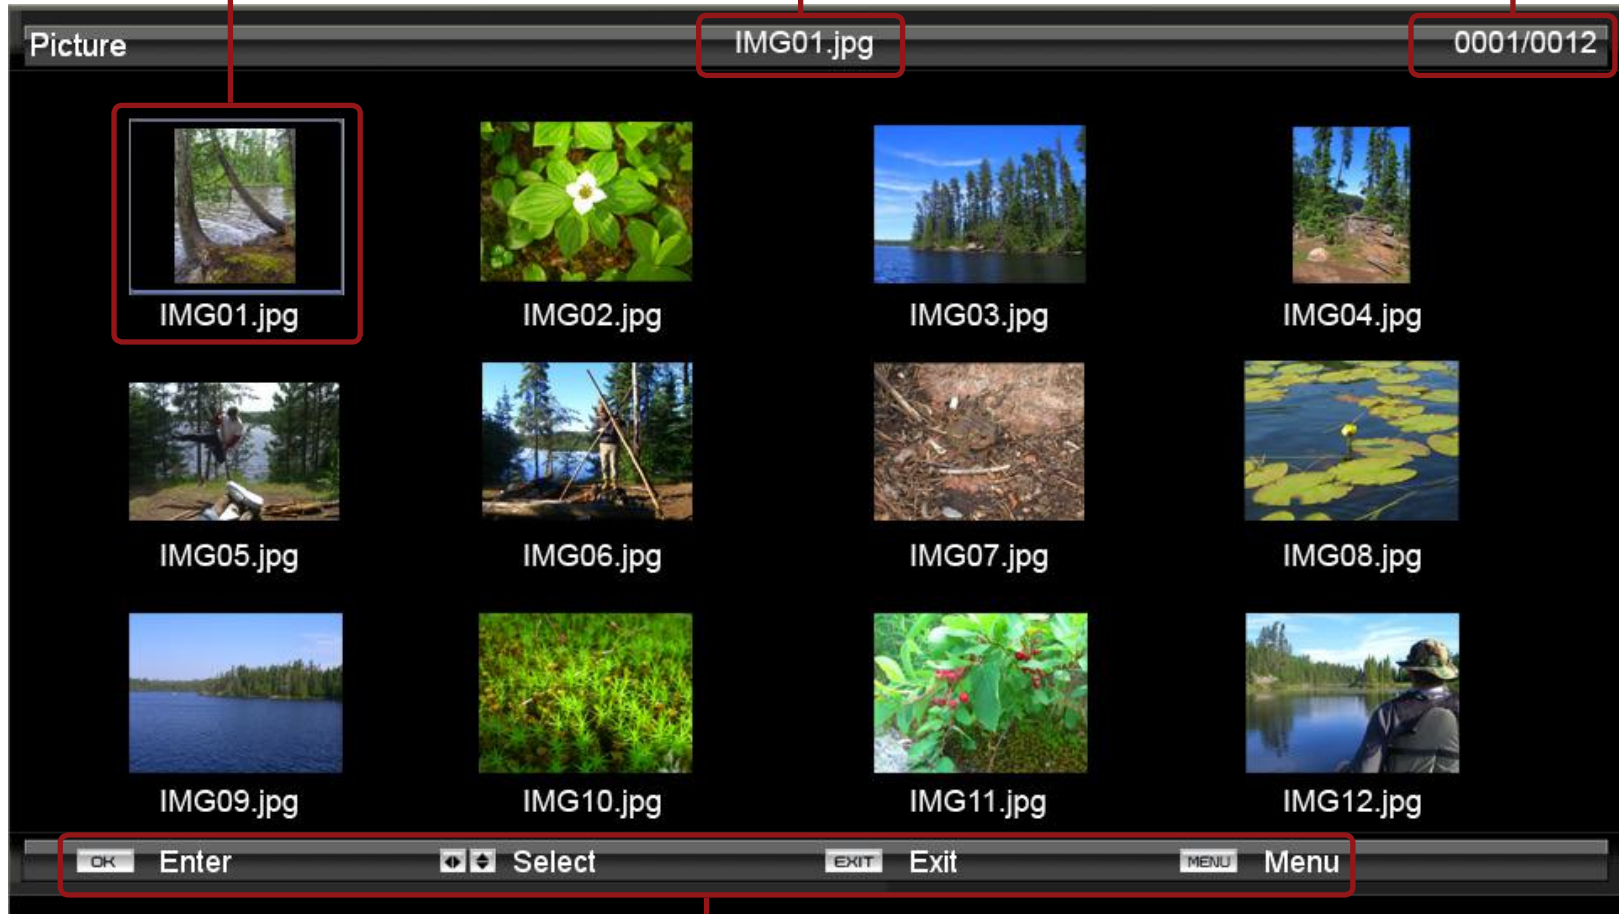 Picture IMG01.jpg 0001/0012
IMG01.jpg IMG02.jpg IMG03.jpg IMG04.jpg
IMG05.jpg IMG06.jpg IMG07.jpg IMG08.jpg
IMG09.jpg IMG10.jpg IMG11.jpg IMG12.jpg
OK Enter Select EXIT Exit MENU Menu